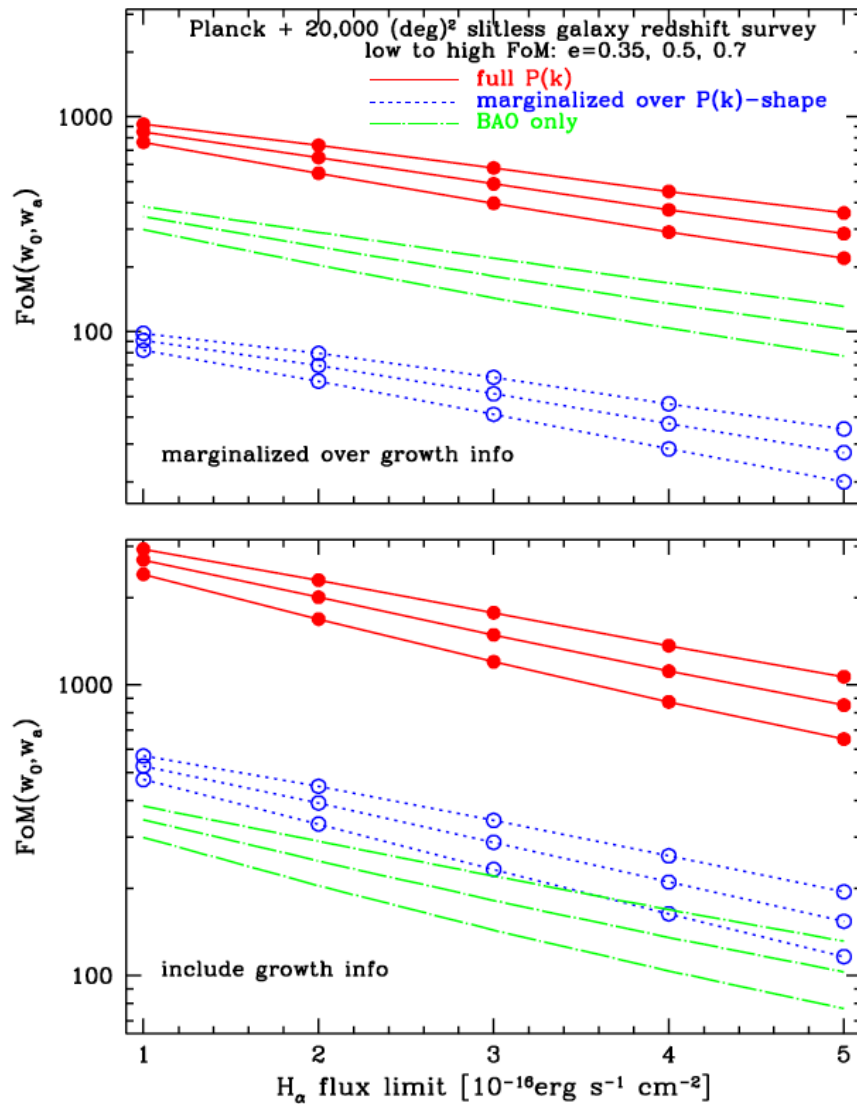 Planck + 20,000 (deg)² slitless galaxy redshift survey
low to high FoM: e=0.35, 0.5, 0.7
full P(k)
marginalized over P(k)-shape
BAO only
1000
100
FoM(w₀,wₐ)
marginalized over growth info
1000
100
FoM(w₀,wₐ)
include growth info
1 2 3 4 5
Hα flux limit [10⁻¹⁶erg s⁻¹ cm⁻²]